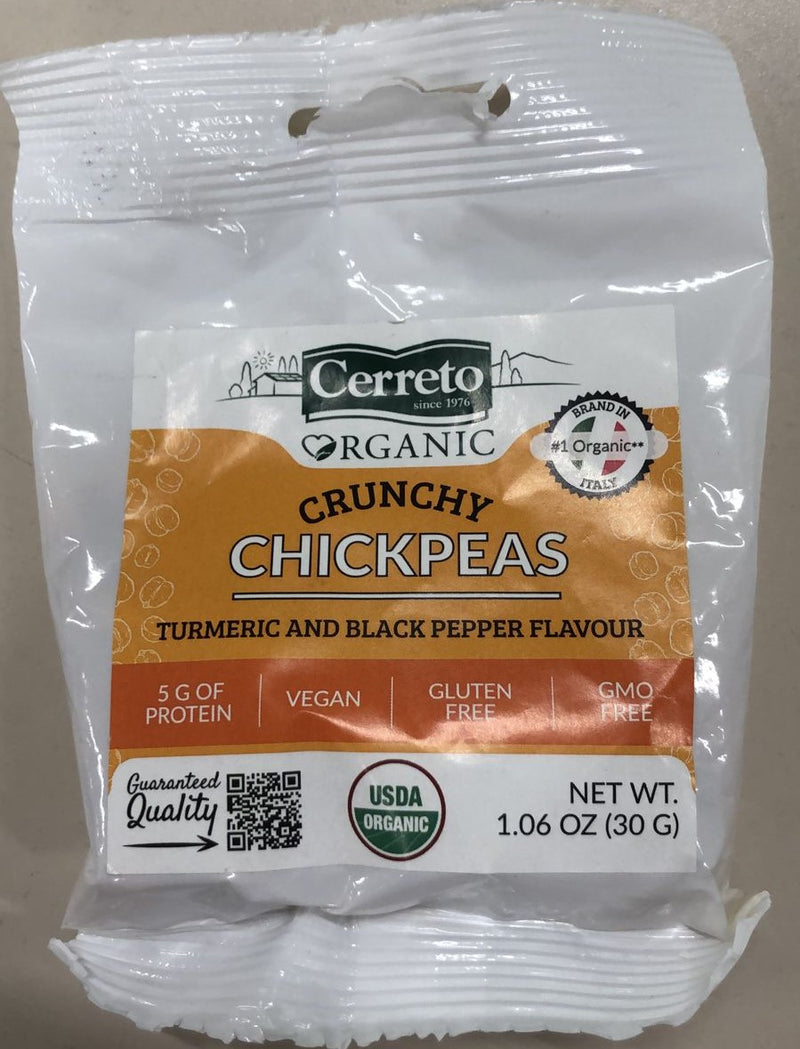 Cerreto
since 1976
ORGANIC
BRAND IN
#1 Organic**
ITALY
CRUNCHY
CHICKPEAS
TURMERIC AND BLACK PEPPER FLAVOUR
5 G OF
PROTEIN
VEGAN
GLUTEN
FREE
GMO
FREE
Guaranteed
Quality
USDA
ORGANIC
NET WT.
1.06 OZ (30 G)